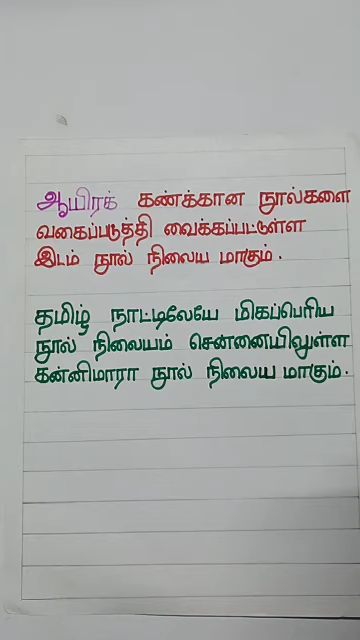 ஆயிரக் கணக்கான நூல்களை
வகைப்படுத்தி வைக்கப்பட்டுள்ள
இடம் நூல் நிலைய மாகும்.
தமிழ் நாட்டிலேயே மிகப்பெரிய
நூல் நிலையம் சென்னையிலுள்ள
கன்னிமாரா நூல் நிலைய மாகும்.